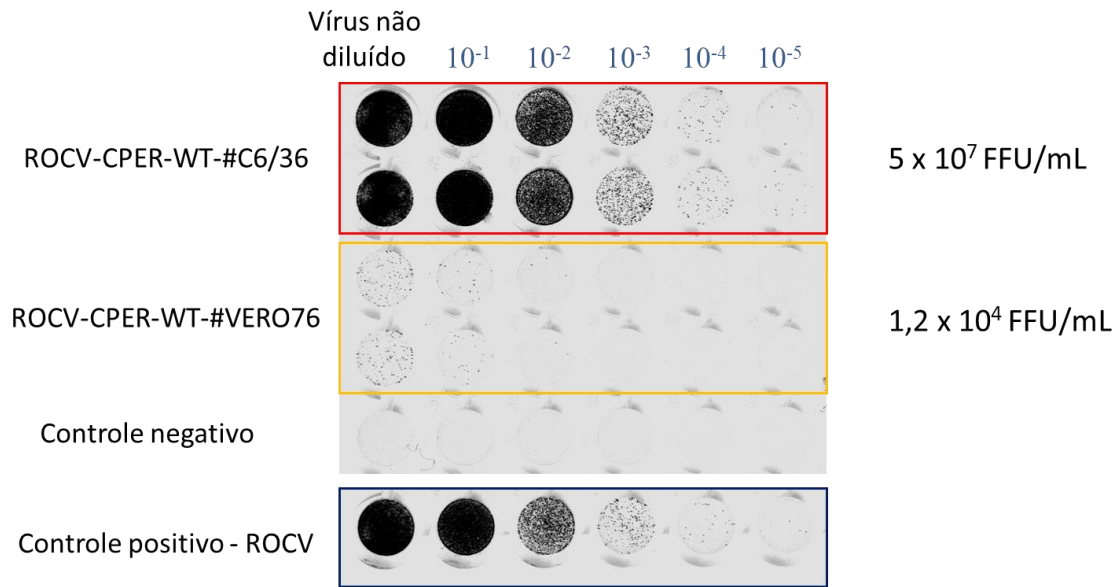 Vírus não
diluído 10⁻¹ 10⁻² 10⁻³ 10⁻⁴ 10⁻⁵
ROCV-CPER-WT-#C6/36 5 x 10⁷ FFU/mL
ROCV-CPER-WT-#VERO76 1,2 x 10⁴ FFU/mL
Controle negativo
Controle positivo - ROCV